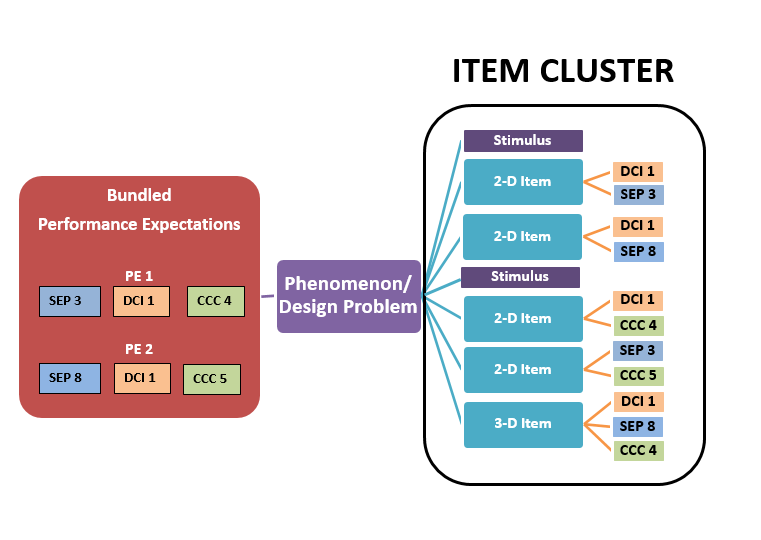 ITEM CLUSTER
Bundled
Performance Expectations
PE 1
SEP 3
DCI 1
CCC 4
PE 2
SEP 8
DCI 1
CCC 5
Phenomenon/
Design Problem
Stimulus
2-D Item
DCI 1
SEP 3
2-D Item
DCI 1
SEP 8
Stimulus
2-D Item
DCI 1
CCC 4
2-D Item
SEP 3
CCC 5
3-D Item
DCI 1
SEP 8
CCC 4